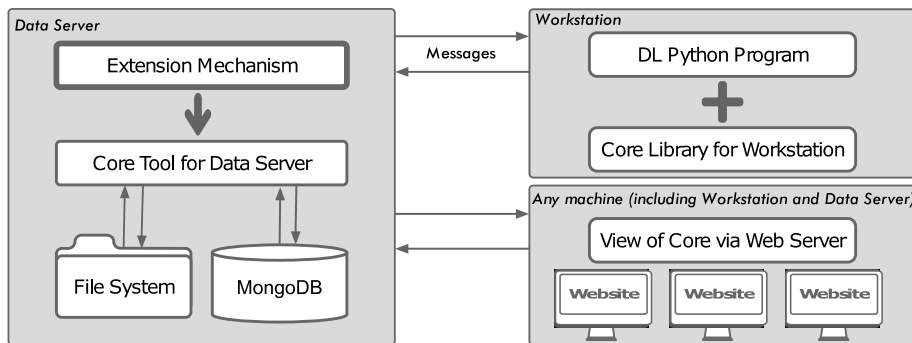 Data Server
Extension Mechanism
Core Tool for Data Server
File System
MongoDB
Messages
Workstation
DL Python Program
Core Library for Workstation
Any machine (including Workstation and Data Server)
View of Core via Web Server
Website
Website
Website